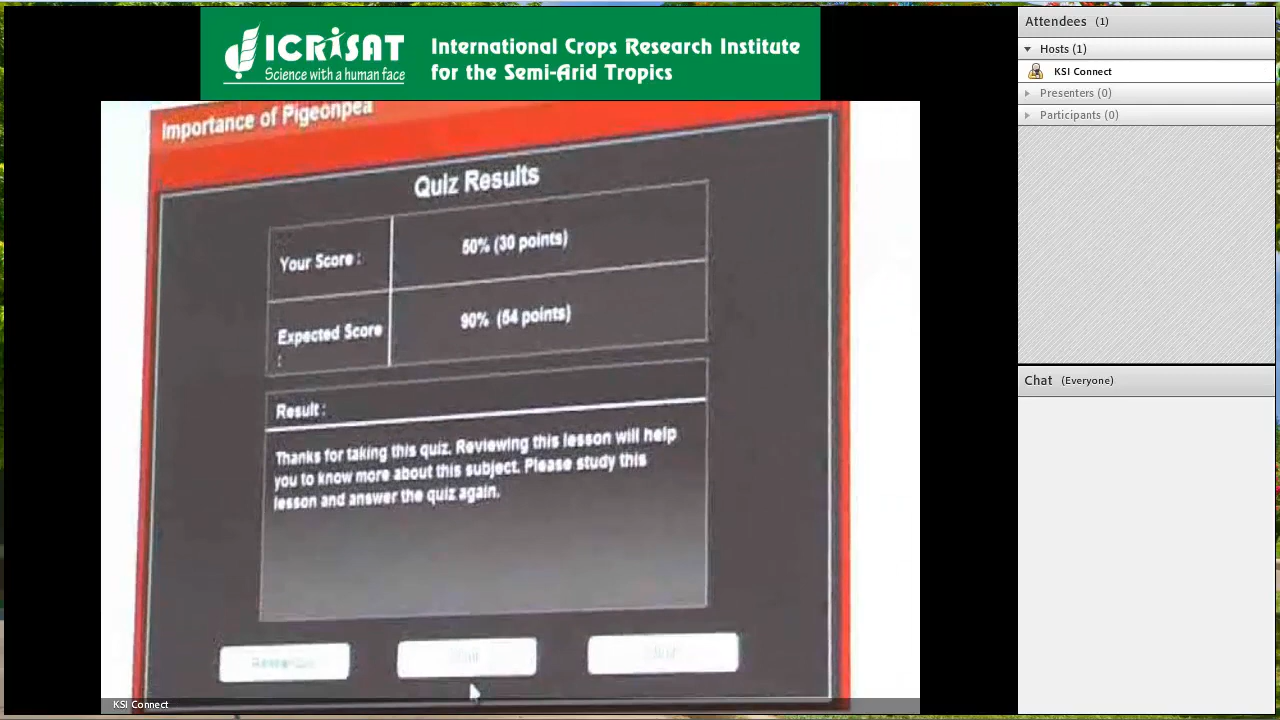 ICRISAT
Science with a human face
International Crops Research Institute
for the Semi-Arid Tropics
Importance of Pigeonpea
Quiz Results
Your Score :
50% (30 points)
Expected Score
:
90% (54 points)
Result :
Thanks for taking this quiz. Reviewing this lesson will help
you to know more about this subject. Please study this
lesson and answer the quiz again.
KSI Connect
Attendees (1)
Hosts (1)
KSI Connect
Presenters (0)
Participants (0)
Chat (Everyone)